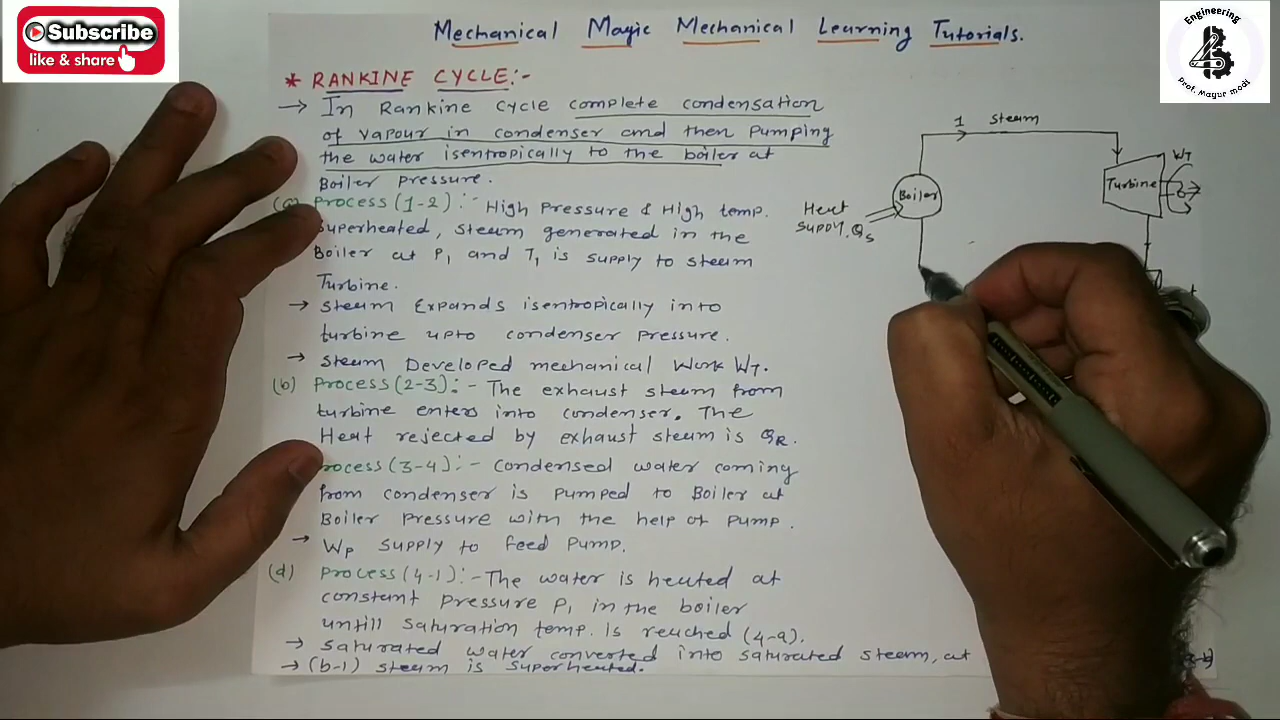 Subscribe
like & share
Mechanical Magic Mechanical Learning Tutorials.
Engineering
Prof. Mayur modi
* RANKINE CYCLE:-
→ In Rankine cycle complete condensation
of vapour in condenser and then pumping
the water isentropically to the boiler at
Boiler pressure.
(a) Process (1-2) :- High Pressure & High temp.
superheated, steam generated in the
Boiler at P1 and T1 is supply to steam
Turbine.
→ steam Expands isentropically into
turbine upto condenser pressure.
→ steam Developed mechanical Work WT.
(b) Process (2-3):- The exhaust steam from
turbine enters into condenser. The
Heat rejected by exhaust steam is QR.
rocess (3-4):- Condensed water coming
from condenser is pumped to Boiler at
Boiler pressure with the help of pump.
→ Wp supply to feed pump.
(d) Process (4-1):- The water is heated at
constant pressure P1 in the boiler
untill saturation temp. is reached (4-a).
→ saturated water converted into saturated steam, at
→ (b-1) steam is superheated.
1 steam
WT
Turbine
Boiler
Heat
supply, Qs